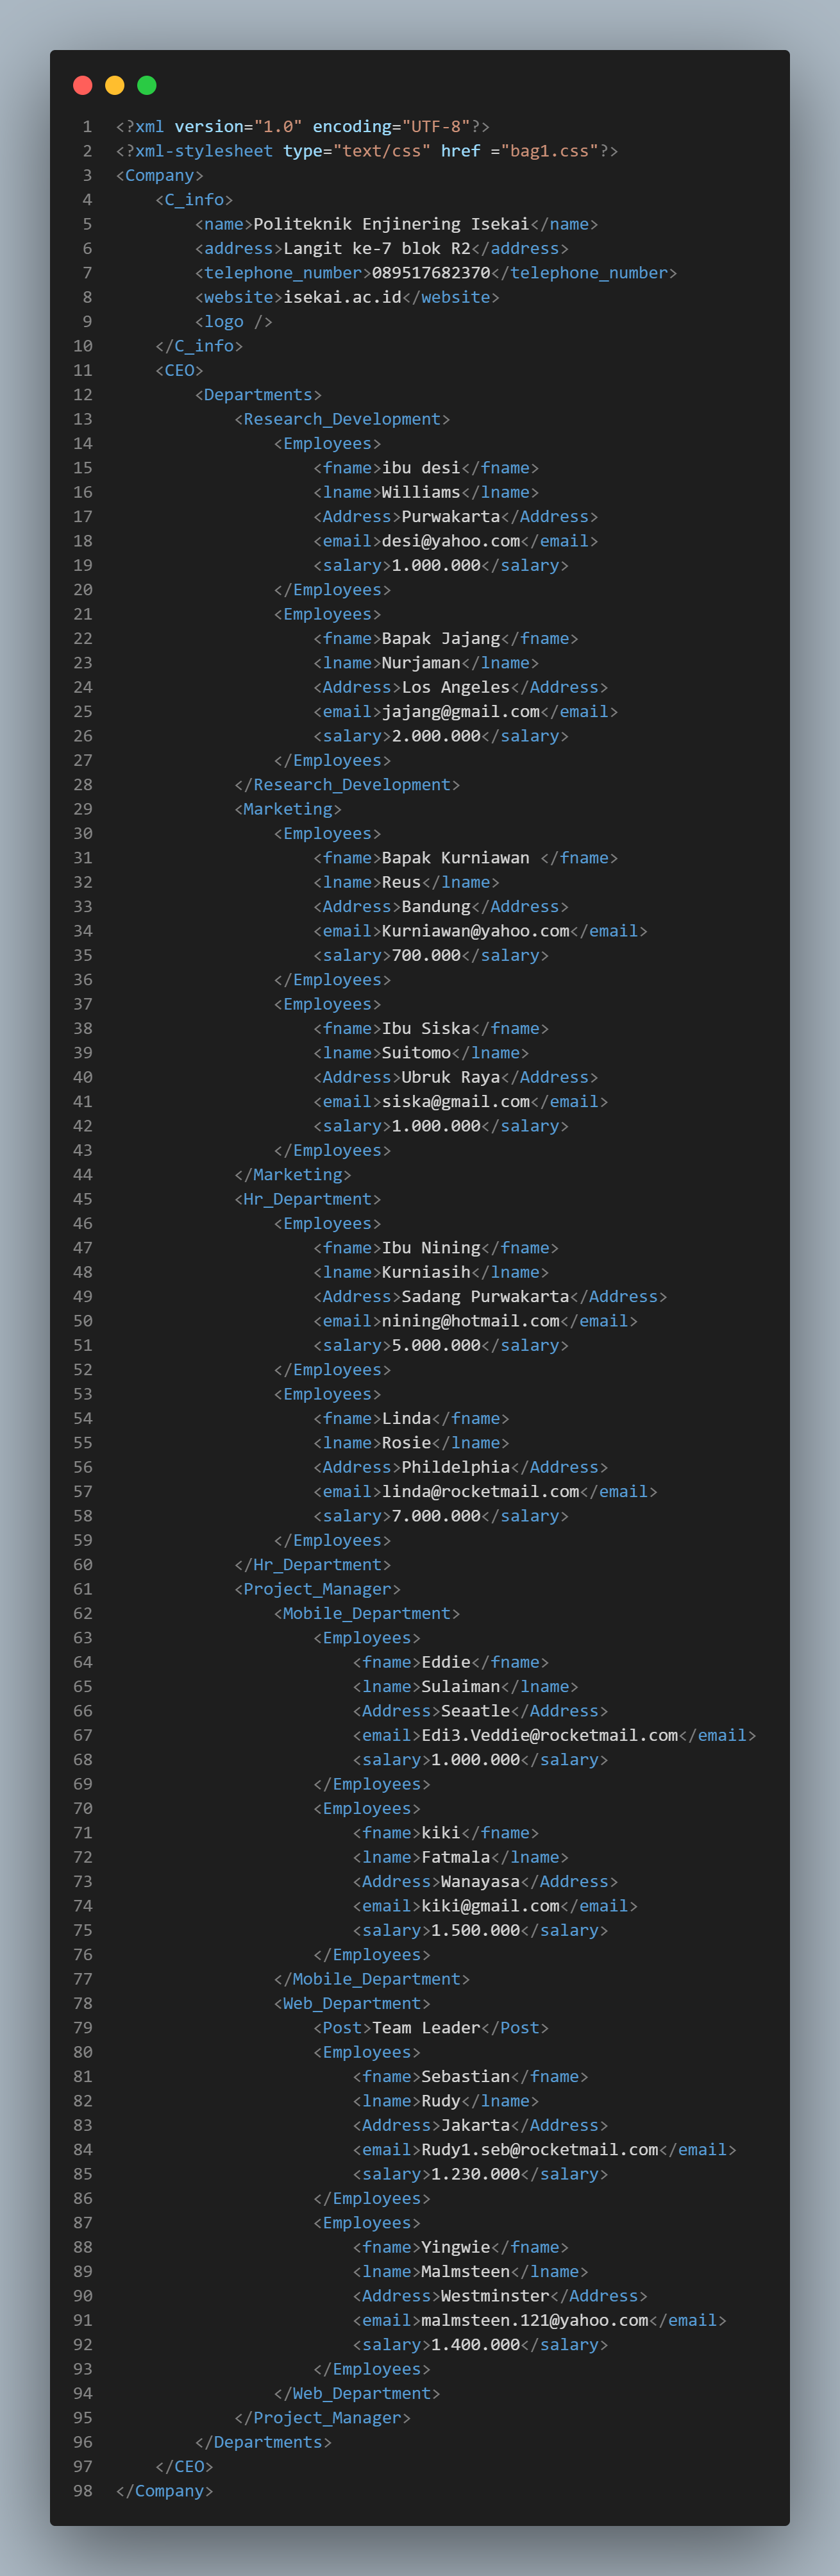 1 <?xml version="1.0" encoding="UTF-8"?>
2 <?xml-stylesheet type="text/css" href ="bag1.css"?>
3 <Company>
4     <C_info>
5         <name>Politeknik Enjinering Isekai</name>
6         <address>Langit ke-7 blok R2</address>
7         <telephone_number>089517682370</telephone_number>
8         <website>isekai.ac.id</website>
9         <logo />
10     </C_info>
11     <CEO>
12         <Departments>
13             <Research_Development>
14                 <Employees>
15                     <fname>ibu desi</fname>
16                     <lname>Williams</lname>
17                     <Address>Purwakarta</Address>
18                     <email>desi@yahoo.com</email>
19                     <salary>1.000.000</salary>
20                 </Employees>
21                 <Employees>
22                     <fname>Bapak Jajang</fname>
23                     <lname>Nurjaman</lname>
24                     <Address>Los Angeles</Address>
25                     <email>jajang@gmail.com</email>
26                     <salary>2.000.000</salary>
27                 </Employees>
28             </Research_Development>
29             <Marketing>
30                 <Employees>
31                     <fname>Bapak Kurniawan </fname>
32                     <lname>Reus</lname>
33                     <Address>Bandung</Address>
34                     <email>Kurniawan@yahoo.com</email>
35                     <salary>700.000</salary>
36                 </Employees>
37                 <Employees>
38                     <fname>Ibu Siska</fname>
39                     <lname>Suitomo</lname>
40                     <Address>Ubruk Raya</Address>
41                     <email>siska@gmail.com</email>
42                     <salary>1.000.000</salary>
43                 </Employees>
44             </Marketing>
45             <Hr_Department>
46                 <Employees>
47                     <fname>Ibu Nining</fname>
48                     <lname>Kurniasih</lname>
49                     <Address>Sadang Purwakarta</Address>
50                     <email>nining@hotmail.com</email>
51                     <salary>5.000.000</salary>
52                 </Employees>
53                 <Employees>
54                     <fname>Linda</fname>
55                     <lname>Rosie</lname>
56                     <Address>Phildelphia</Address>
57                     <email>linda@rocketmail.com</email>
58                     <salary>7.000.000</salary>
59                 </Employees>
60             </Hr_Department>
61             <Project_Manager>
62                 <Mobile_Department>
63                     <Employees>
64                         <fname>Eddie</fname>
65                         <lname>Sulaiman</lname>
66                         <Address>Seaatle</Address>
67                         <email>Edi3.Veddie@rocketmail.com</email>
68                         <salary>1.000.000</salary>
69                     </Employees>
70                     <Employees>
71                         <fname>kiki</fname>
72                         <lname>Fatmala</lname>
73                         <Address>Wanayasa</Address>
74                         <email>kiki@gmail.com</email>
75                         <salary>1.500.000</salary>
76                     </Employees>
77                 </Mobile_Department>
78                 <Web_Department>
79                     <Post>Team Leader</Post>
80                     <Employees>
81                         <fname>Sebastian</fname>
82                         <lname>Rudy</lname>
83                         <Address>Jakarta</Address>
84                         <email>Rudy1.seb@rocketmail.com</email>
85                         <salary>1.230.000</salary>
86                     </Employees>
87                     <Employees>
88                         <fname>Yingwie</fname>
89                         <lname>Malmsteen</lname>
90                         <Address>Westminster</Address>
91                         <email>malmsteen.121@yahoo.com</email>
92                         <salary>1.400.000</salary>
93                     </Employees>
94                 </Web_Department>
95             </Project_Manager>
96         </Departments>
97     </CEO>
98 </Company>